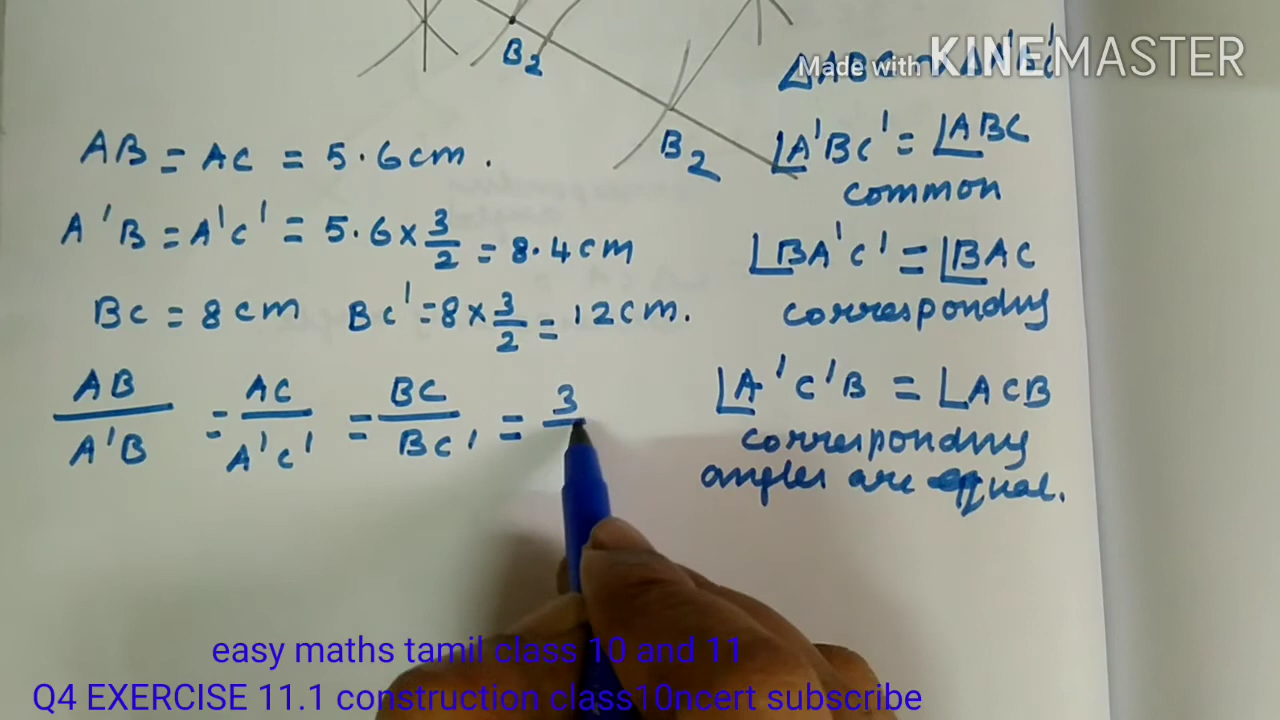 Made with KINEMASTER
B2
B2
AB = AC = 5.6cm.
A'B = A'C' = 5.6 × 3/2 = 8.4cm
BC = 8cm BC' = 8 × 3/2 = 12cm.
AB/A'B = AC/A'C' = BC/BC' = 3
ΔABC ~
∠A'BC' = ∠ABC
common
∠BA'C' = ∠BAC
corresponding
∠A'C'B = ∠ACB
corresponding
angles are equal.
easy maths tamil class 10 and 11
Q4 EXERCISE 11.1 construction class10ncert subscribe